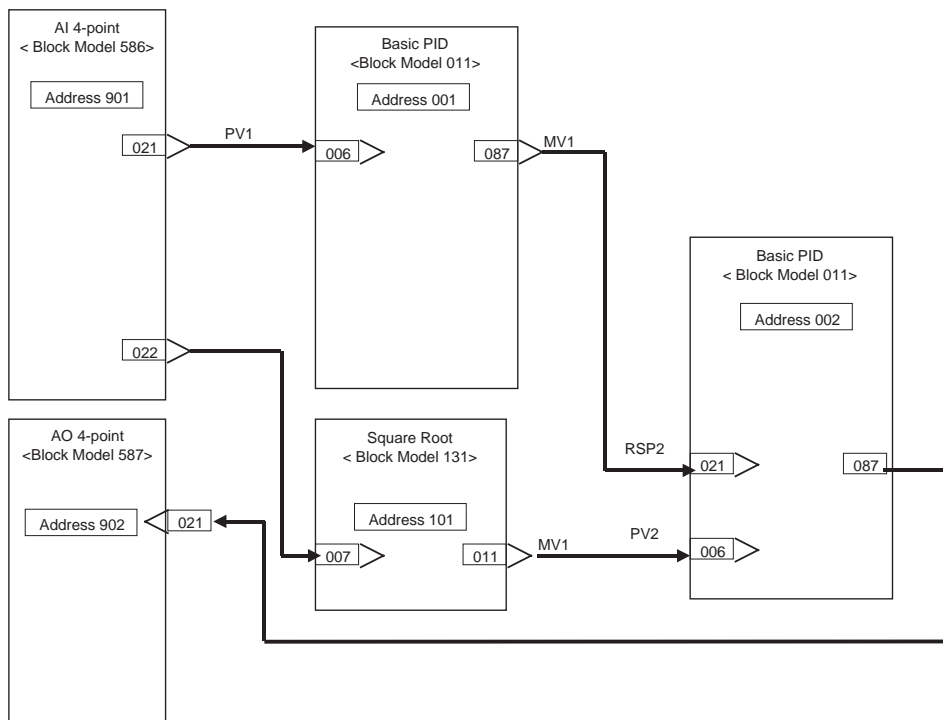 AI 4-point
< Block Model 586>
Address 901
021
022
PV1
Basic PID
<Block Model 011>
Address 001
006
087
MV1
Basic PID
< Block Model 011>
Address 002
RSP2
021
087
PV2
006
AO 4-point
<Block Model 587>
Address 902
021
Square Root
< Block Model 131>
Address 101
007
011
MV1